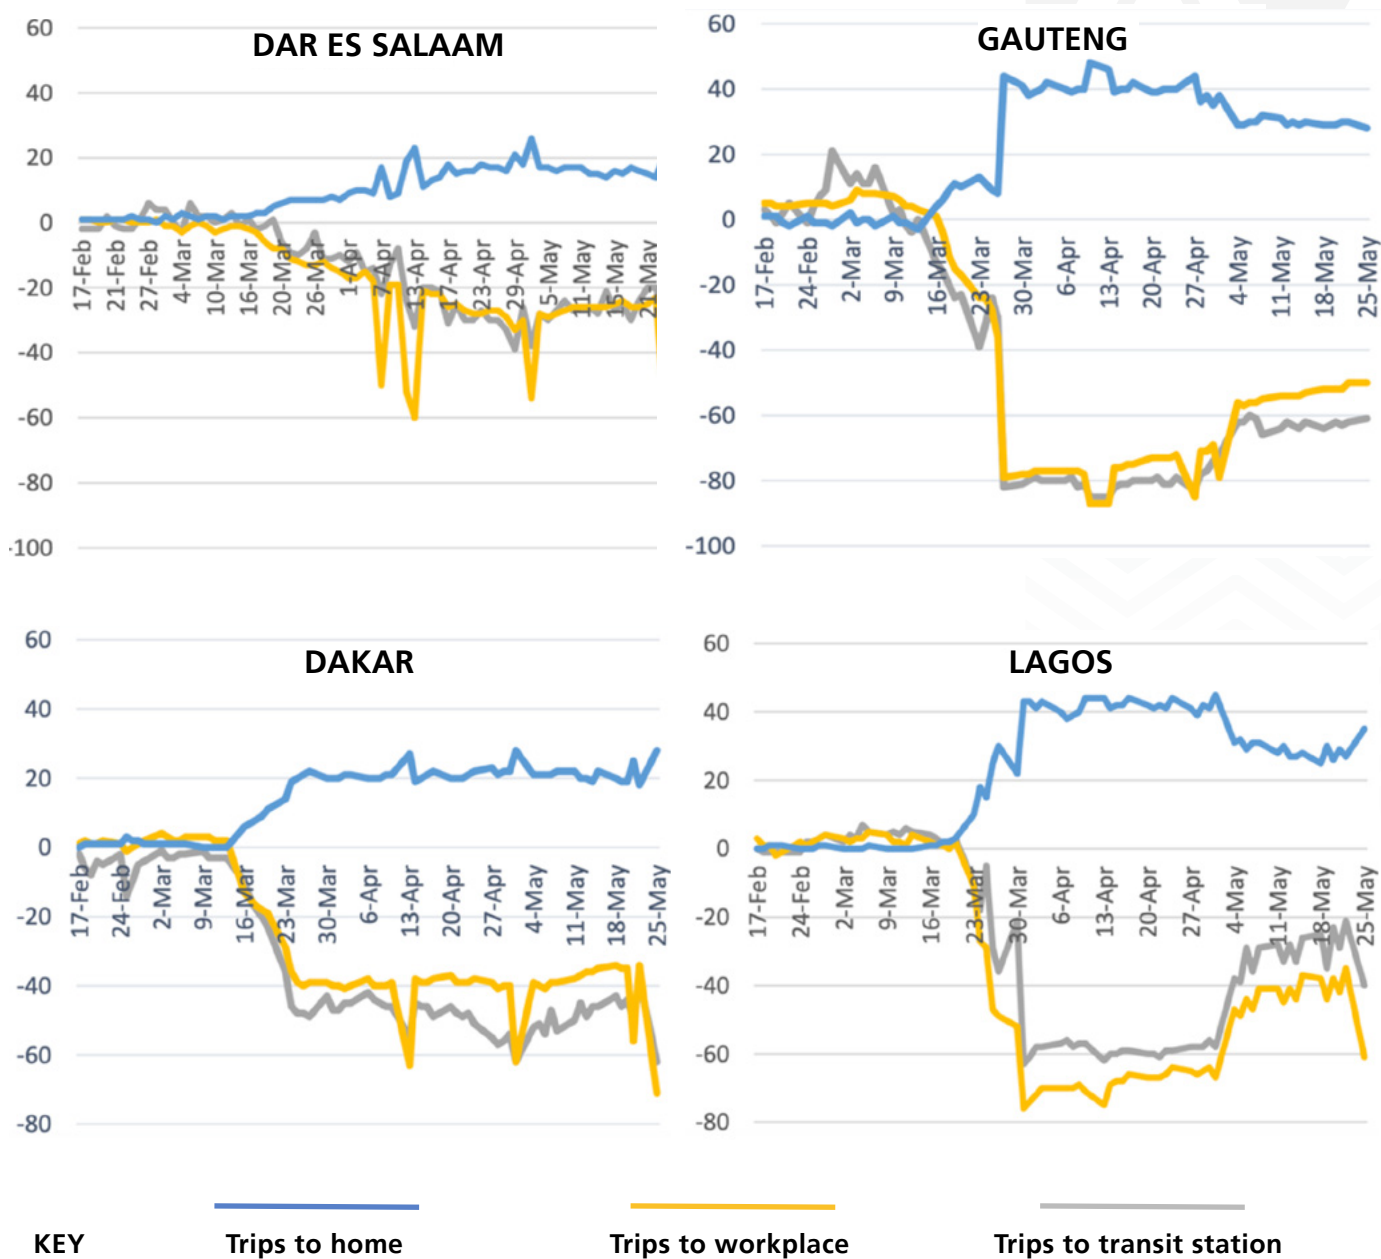 DAR ES SALAAM
60
40
20
0
-20
-40
-60
-80
-100
17-Feb
21-Feb
27-Feb
4-Mar
10-Mar
16-Mar
20-Mar
26-Mar
1-Apr
7-Apr
13-Apr
17-Apr
23-Apr
29-Apr
5-May
11-May
15-May
21-May
GAUTENG
60
40
20
0
-20
-40
-60
-80
-100
17-Feb
24-Feb
2-Mar
9-Mar
16-Mar
23-Mar
30-Mar
6-Apr
13-Apr
20-Apr
27-Apr
4-May
11-May
18-May
25-May
DAKAR
60
40
20
0
-20
-40
-60
-80
17-Feb
24-Feb
2-Mar
9-Mar
16-Mar
23-Mar
30-Mar
6-Apr
13-Apr
20-Apr
27-Apr
4-May
11-May
18-May
25-May
LAGOS
60
40
20
0
-20
-40
-60
-80
17-Feb
24-Feb
2-Mar
9-Mar
16-Mar
23-Mar
30-Mar
6-Apr
13-Apr
20-Apr
27-Apr
4-May
11-May
18-May
25-May
KEY Trips to home Trips to workplace Trips to transit station